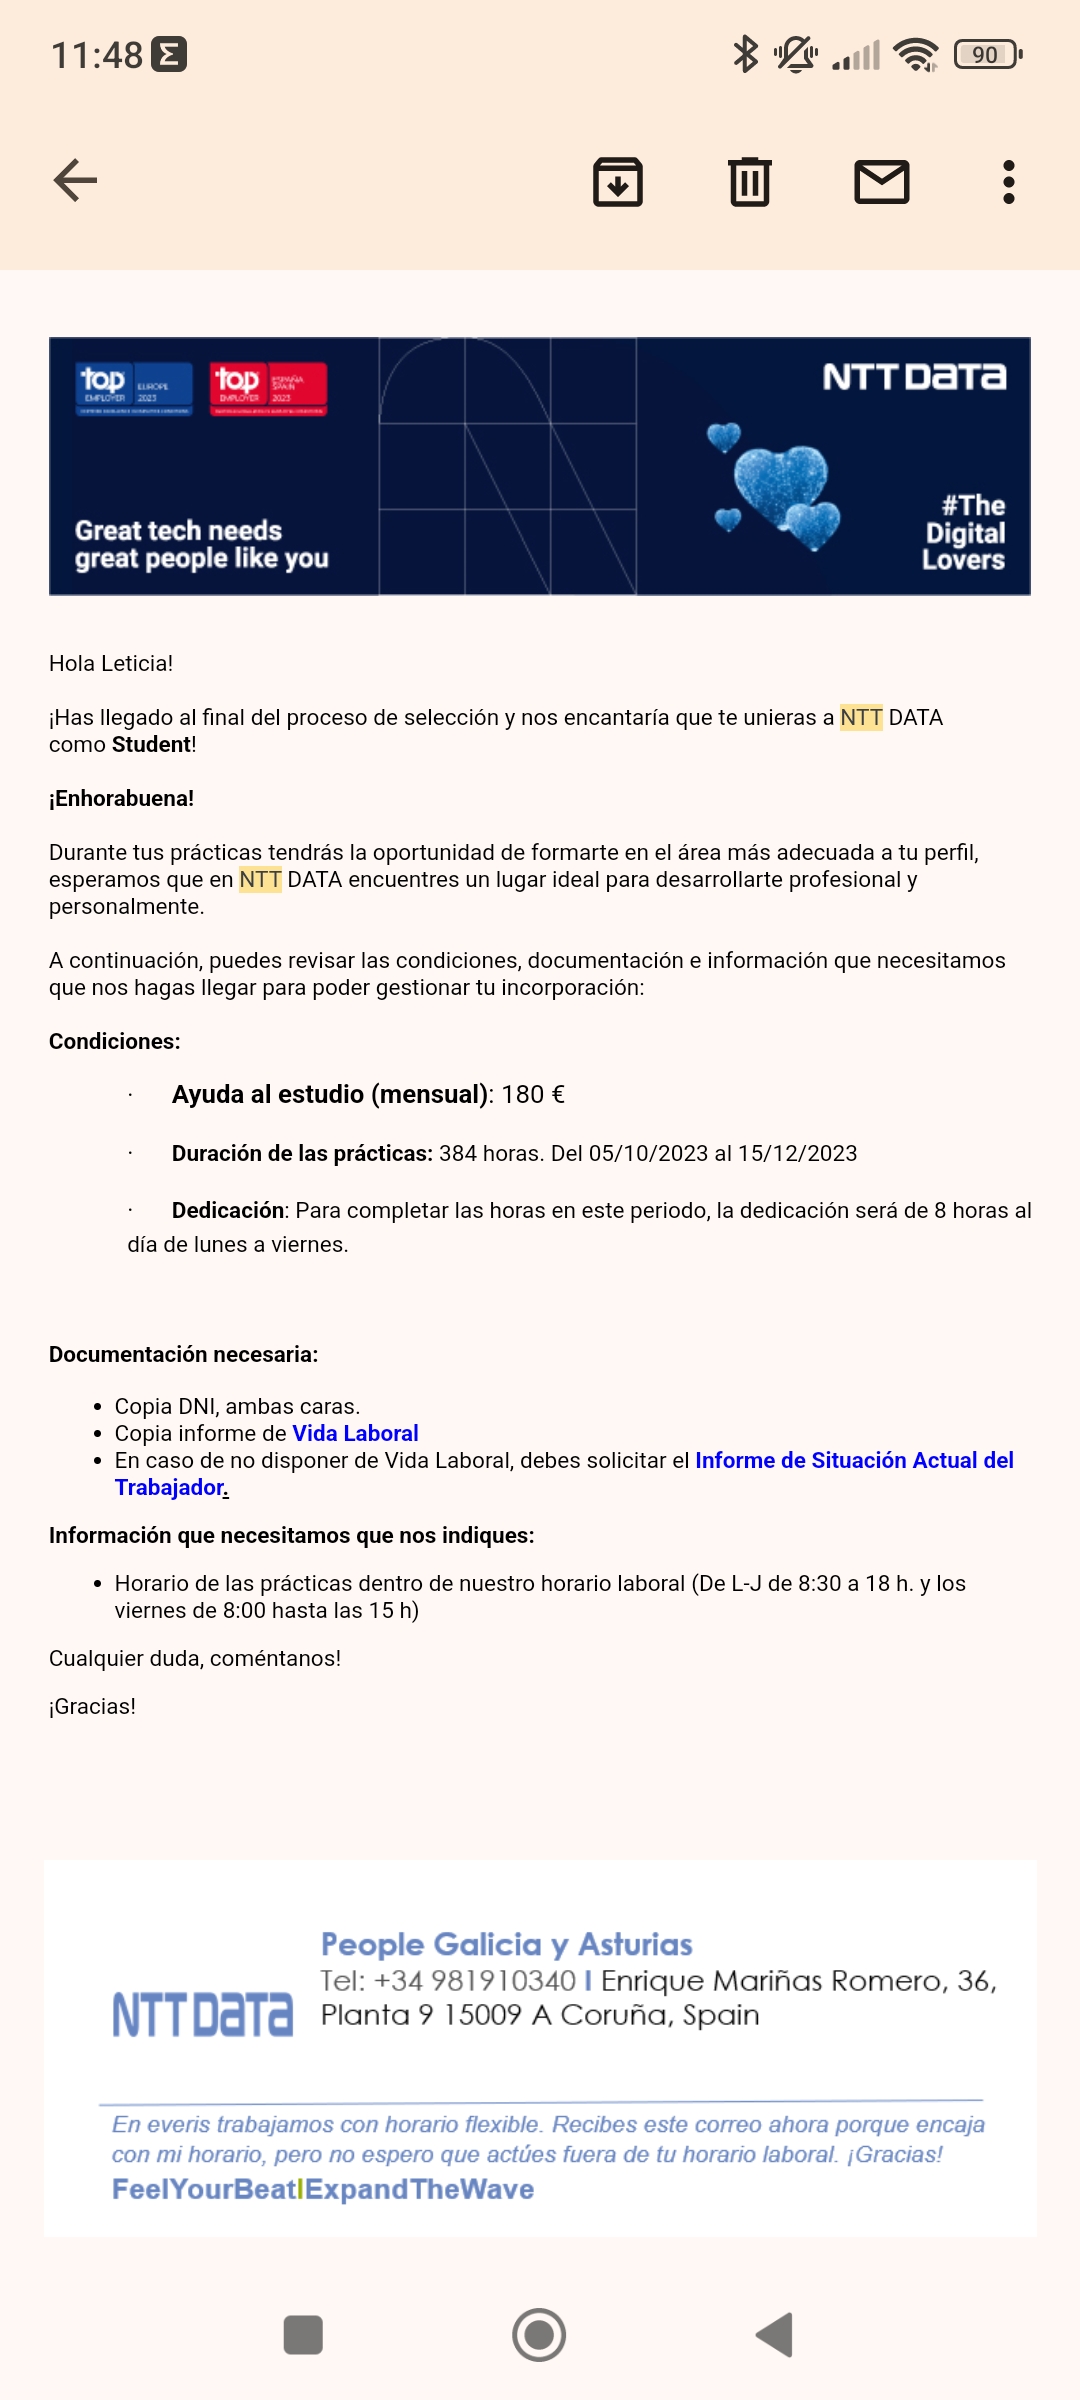 11:48
90
top
EMPLOYER
EUROPE
2023
top
EMPLOYER
ESPAÑA
SPAIN
2023
NTT DATA
Great tech needs
great people like you
#The
Digital
Lovers
Hola Leticia!
¡Has llegado al final del proceso de selección y nos encantaría que te unieras a NTT DATA
como Student!
¡Enhorabuena!
Durante tus prácticas tendrás la oportunidad de formarte en el área más adecuada a tu perfil,
esperamos que en NTT DATA encuentres un lugar ideal para desarrollarte profesional y
personalmente.
A continuación, puedes revisar las condiciones, documentación e información que necesitamos
que nos hagas llegar para poder gestionar tu incorporación:
Condiciones:
· Ayuda al estudio (mensual): 180 €
· Duración de las prácticas: 384 horas. Del 05/10/2023 al 15/12/2023
· Dedicación: Para completar las horas en este periodo, la dedicación será de 8 horas al
día de lunes a viernes.
Documentación necesaria:
• Copia DNI, ambas caras.
• Copia informe de Vida Laboral
• En caso de no disponer de Vida Laboral, debes solicitar el Informe de Situación Actual del
Trabajador.
Información que necesitamos que nos indiques:
• Horario de las prácticas dentro de nuestro horario laboral (De L-J de 8:30 a 18 h. y los
viernes de 8:00 hasta las 15 h)
Cualquier duda, coméntanos!
¡Gracias!
People Galicia y Asturias
Tel: +34 981910340 I Enrique Mariñas Romero, 36,
NTT DATA
Planta 9 15009 A Coruña, Spain
En everis trabajamos con horario flexible. Recibes este correo ahora porque encaja
con mi horario, pero no espero que actúes fuera de tu horario laboral. ¡Gracias!
FeelYourBeat|ExpandTheWave